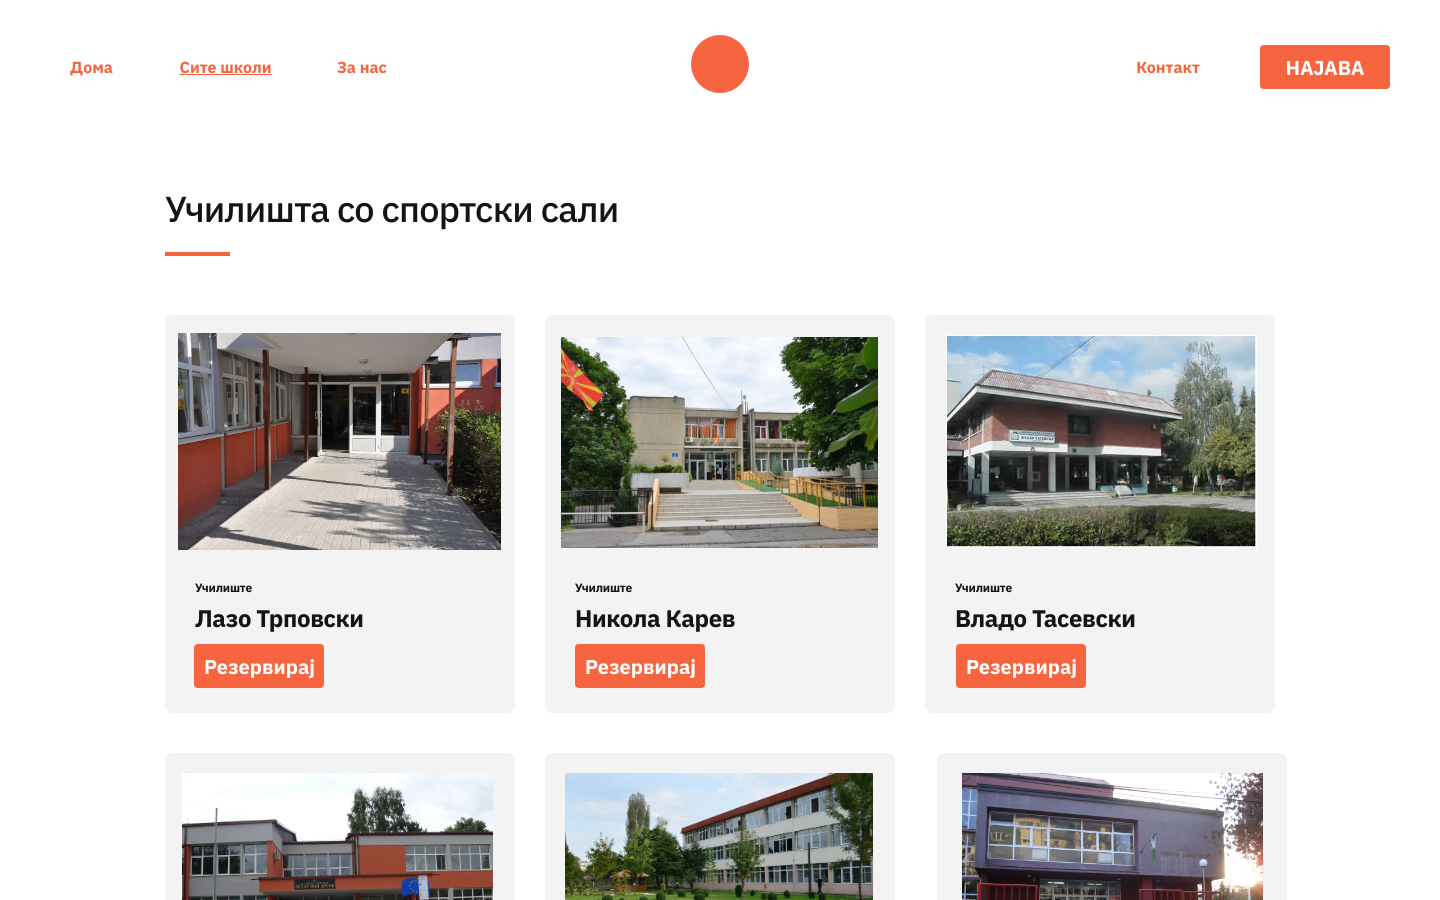 Дома
Сите школи
За нас
Контакт
НАЈАВА
Училишта со спортски сали
Училиште
Лазо Трповски
Резервирај
Училиште
Никола Карев
Резервирај
Училиште
Владо Тасевски
Резервирај